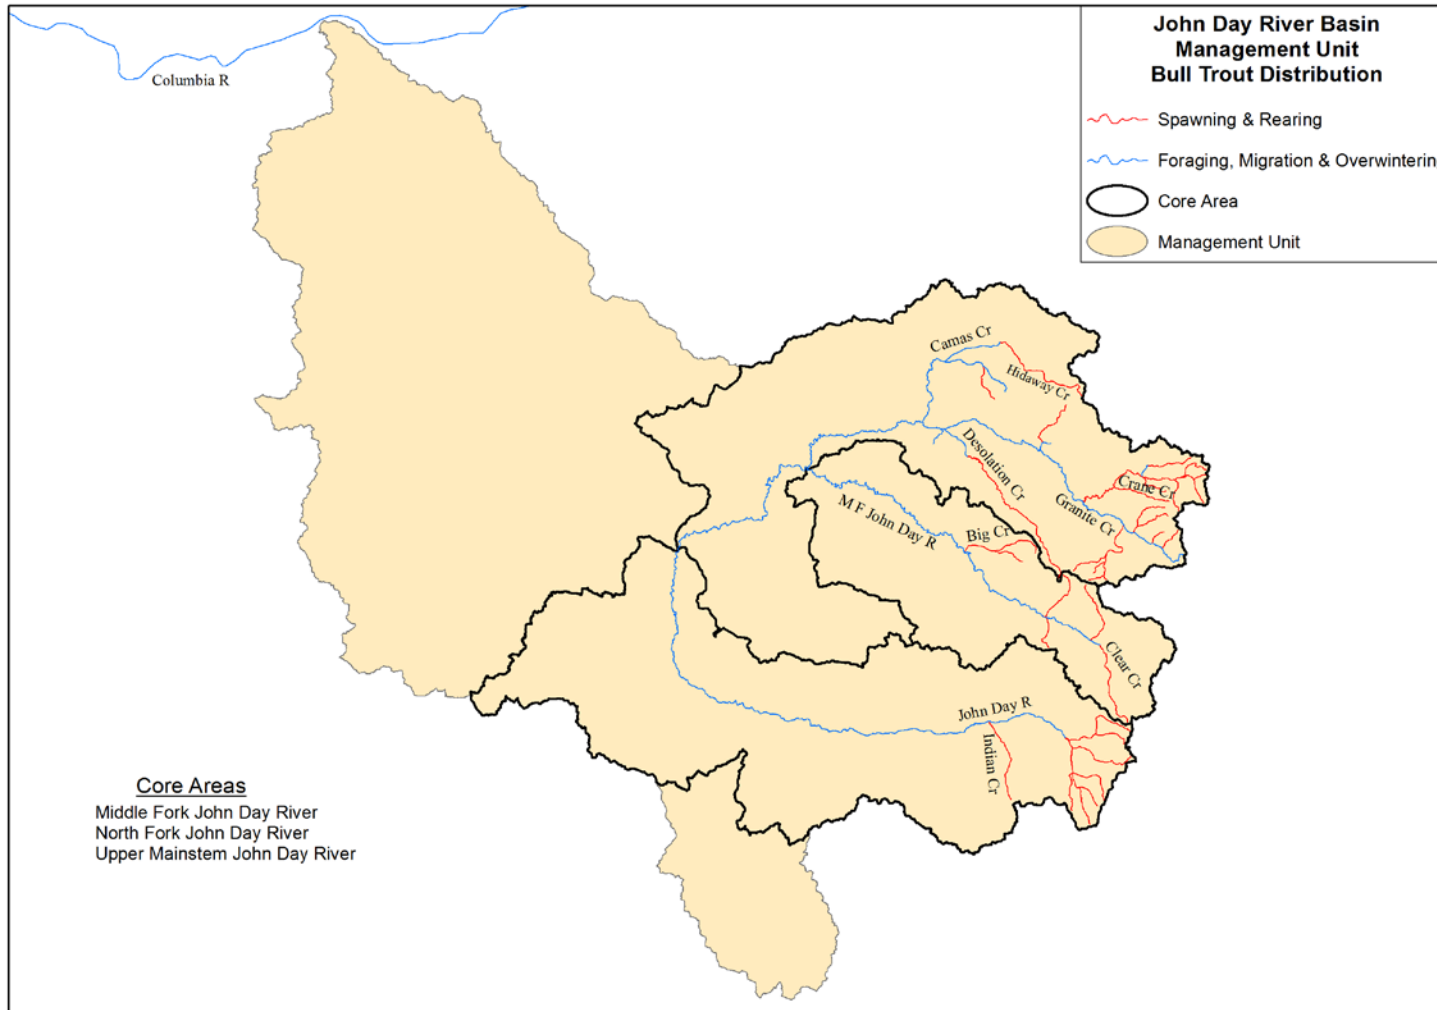 John Day River Basin
Management Unit
Bull Trout Distribution
Spawning & Rearing
Foraging, Migration & Overwinterin
Core Area
Management Unit
Columbia R
Camas Cr
Hidaway Cr
Desolation Cr
Crane Cr
Granite Cr
M F John Day R
Big Cr
Clear Cr
John Day R
Indian Cr
Core Areas
Middle Fork John Day River
North Fork John Day River
Upper Mainstem John Day River